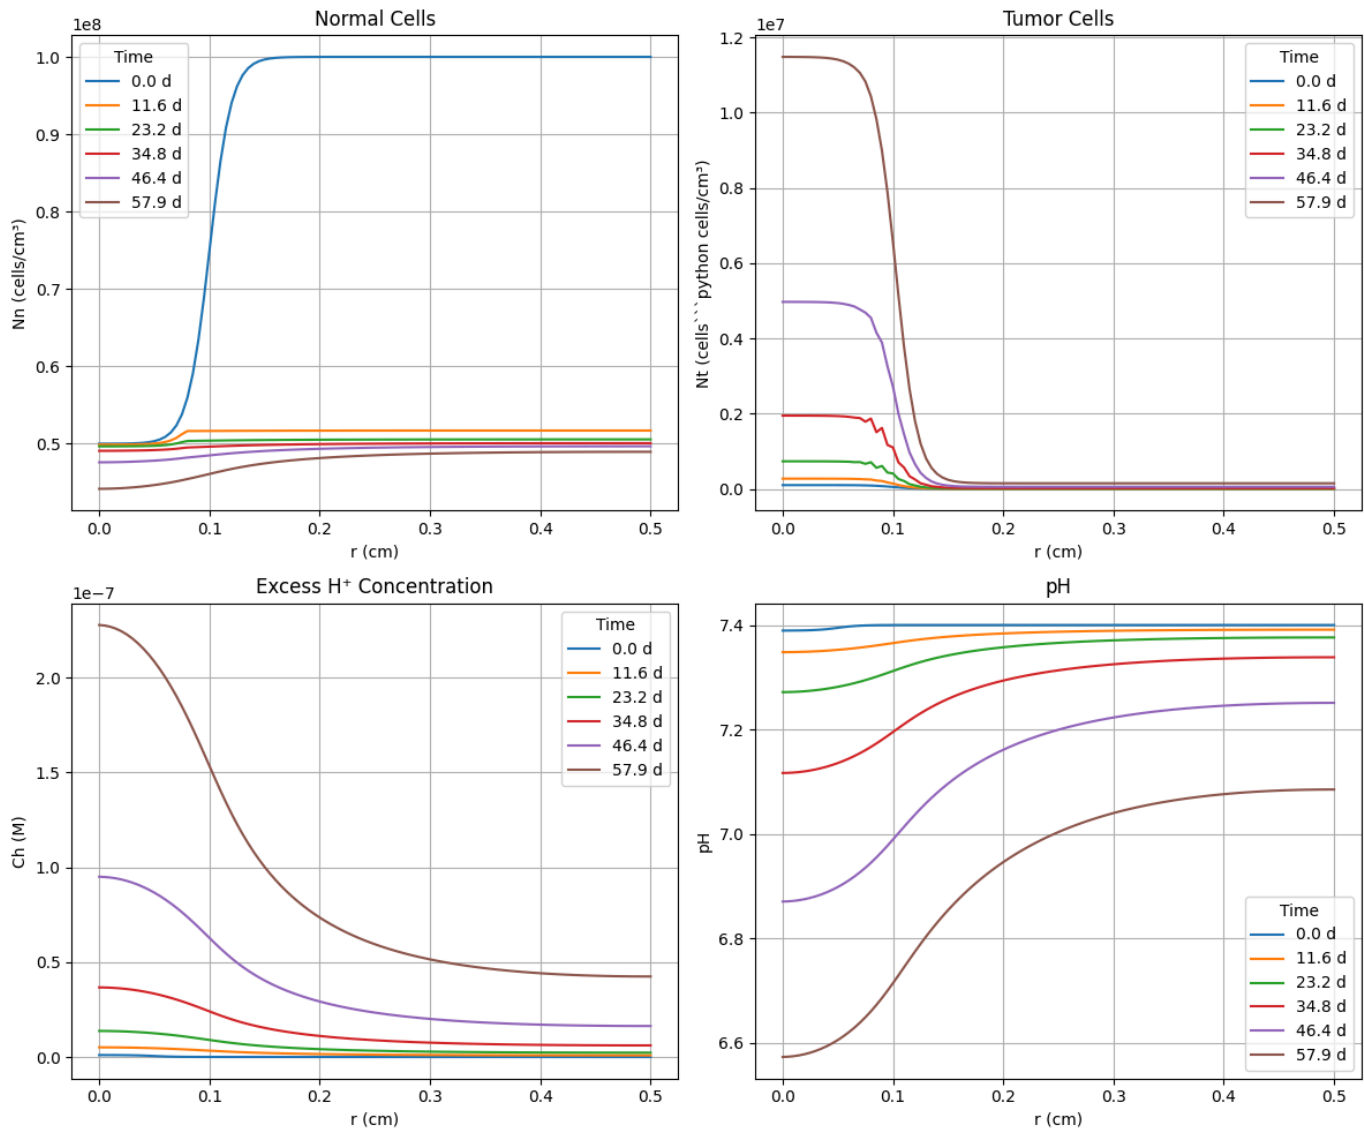 Normal Cells
1e8
Time
0.0 d
11.6 d
23.2 d
34.8 d
46.4 d
57.9 d
1.0
0.9
0.8
0.7
0.6
0.5
Nn (cells/cm³)
0.0 0.1 0.2 0.3 0.4 0.5
r (cm)
Tumor Cells
1e7
Time
0.0 d
11.6 d
23.2 d
34.8 d
46.4 d
57.9 d
1.2
1.0
0.8
0.6
0.4
0.2
0.0
Nt (cells```python cells/cm³)
0.0 0.1 0.2 0.3 0.4 0.5
r (cm)
Excess H⁺ Concentration
1e−7
Time
0.0 d
11.6 d
23.2 d
34.8 d
46.4 d
57.9 d
2.0
1.5
1.0
0.5
0.0
Ch (M)
0.0 0.1 0.2 0.3 0.4 0.5
r (cm)
pH
7.4
7.2
7.0
6.8
6.6
pH
Time
0.0 d
11.6 d
23.2 d
34.8 d
46.4 d
57.9 d
0.0 0.1 0.2 0.3 0.4 0.5
r (cm)